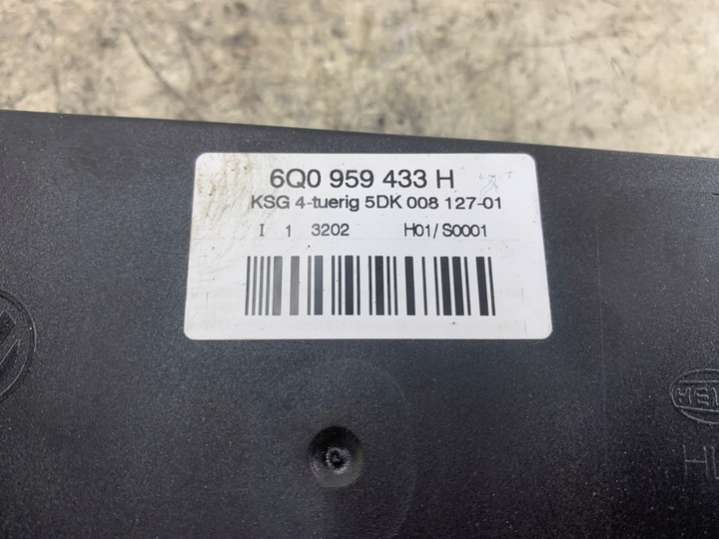 6Q0 959 433 H
KSG 4-tuerig 5DK 008 127-01
I 1 3202 H01/S0001